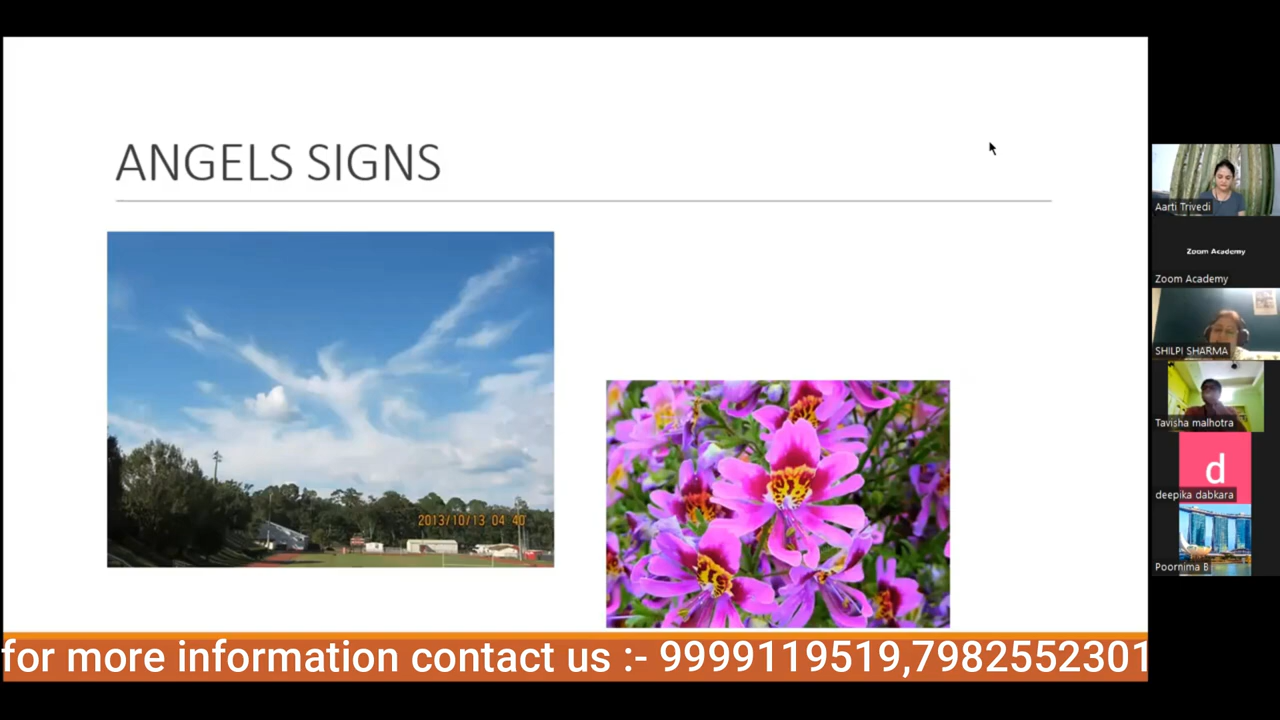 ANGELS SIGNS
2013/10/13 04 40
for more information contact us :- 9999119519,7982552301
Aarti Trivedi
Zoom Academy
Zoom Academy
SHILPI SHARMA
Tavisha malhotra
d
deepika dabkara
Poornima B